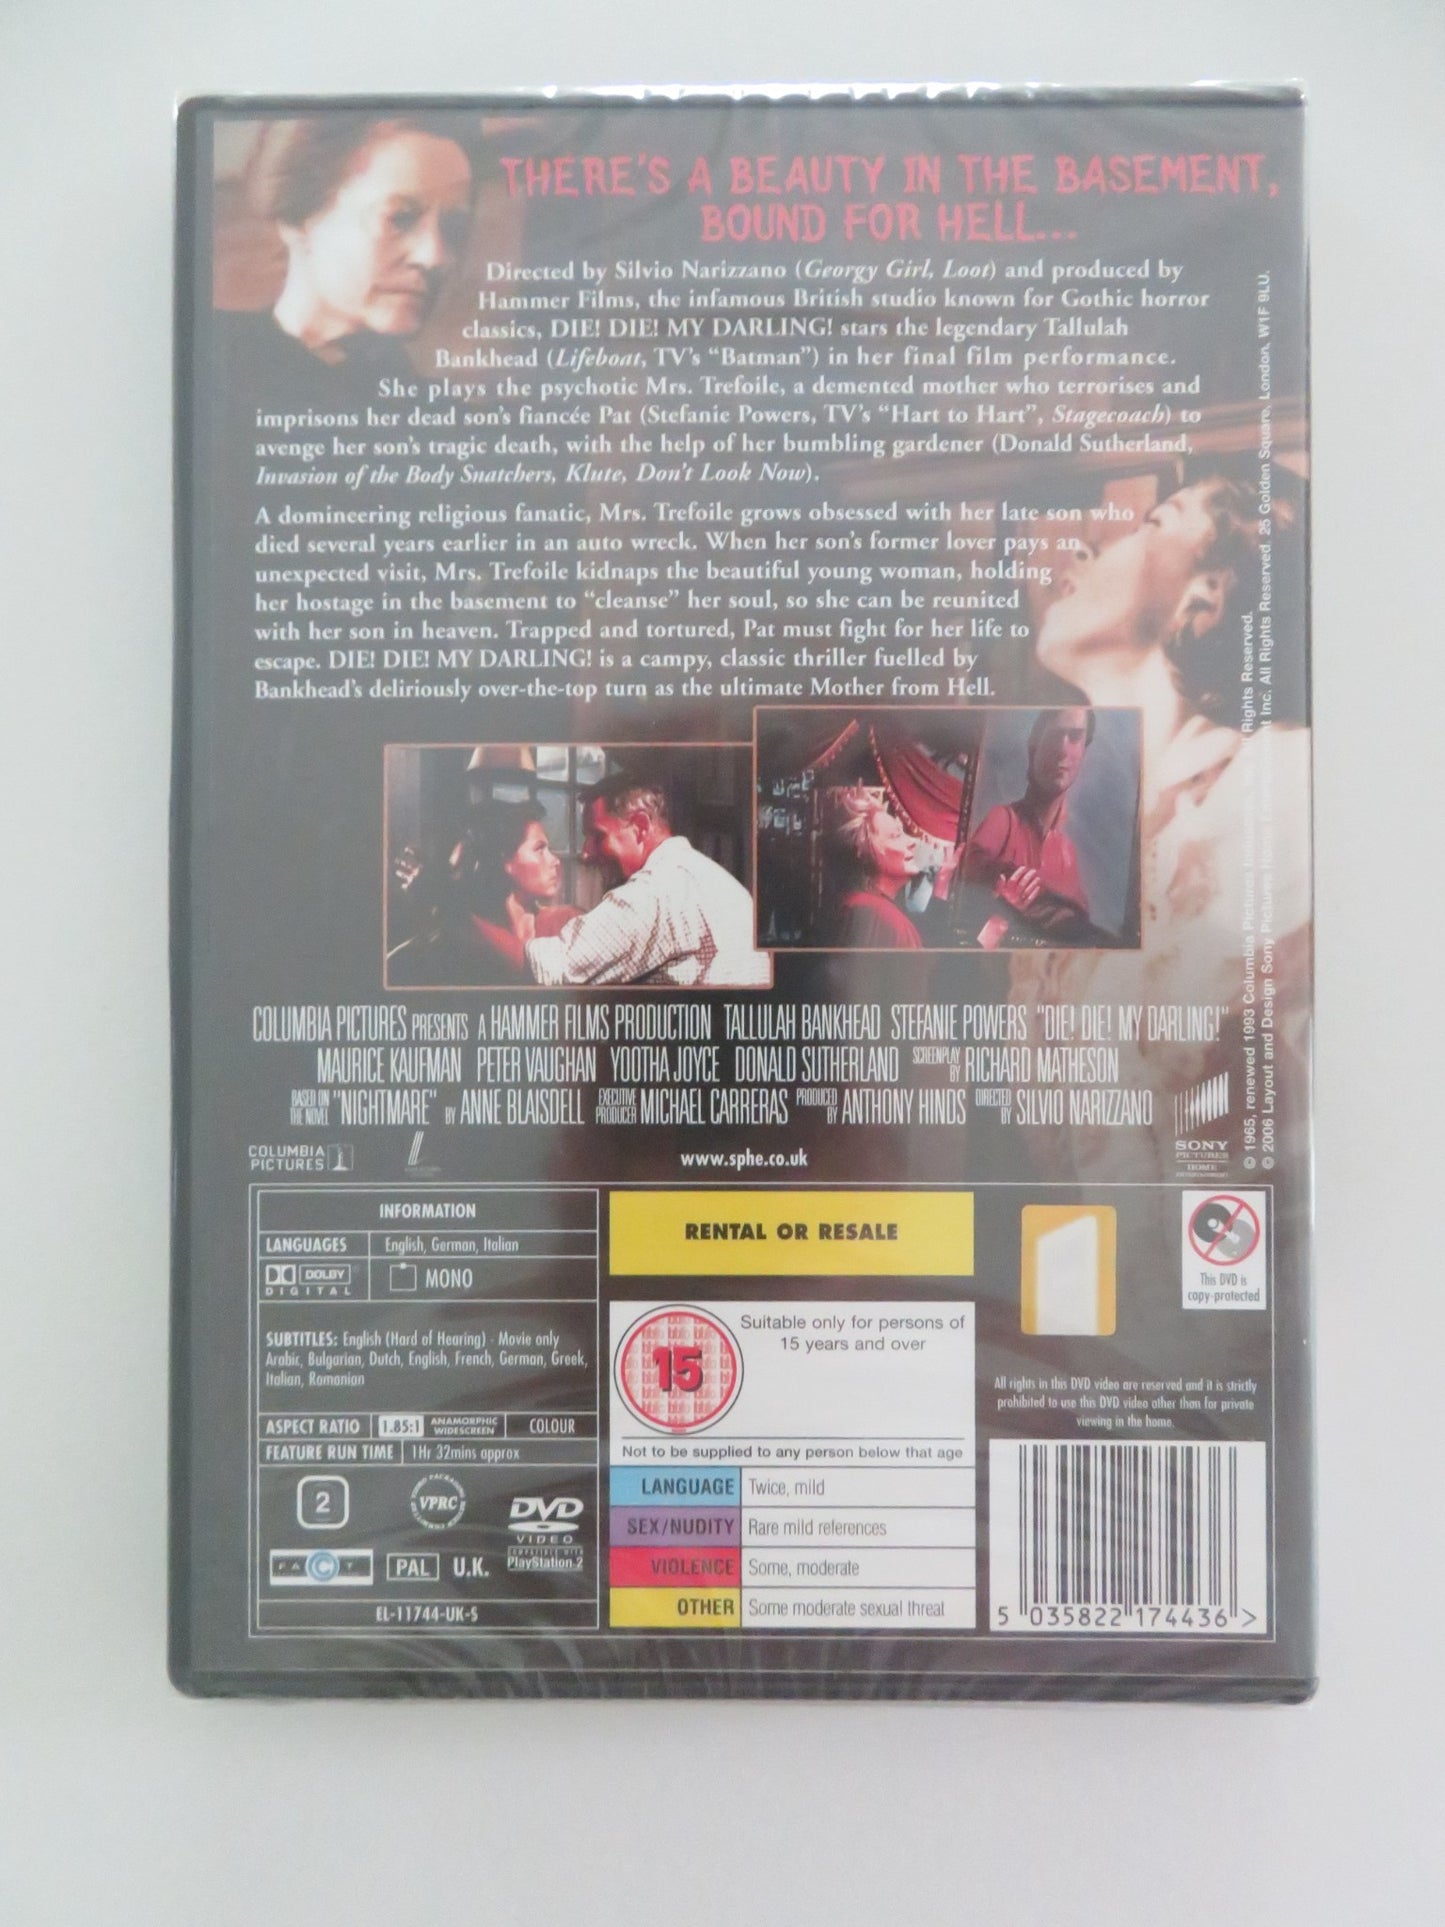 THERE'S A BEAUTY IN THE BASEMENT,
BOUND FOR HELL...
Directed by Silvio Narizzano (Georgy Girl, Loot) and produced by
Hammer Films, the infamous British studio known for Gothic horror
classics, DIE! DIE! MY DARLING! stars the legendary Tallulah
Bankhead (Lifeboat, TV's "Batman") in her final film performance.
She plays the psychotic Mrs. Trefoile, a demented mother who terrorises and
imprisons her dead son's fiancée Pat (Stefanie Powers, TV's "Hart to Hart", Stagecoach) to
avenge her son's tragic death, with the help of her bumbling gardener (Donald Sutherland,
Invasion of the Body Snatchers, Klute, Don't Look Now).
A domineering religious fanatic, Mrs. Trefoile grows obsessed with her late son who
died several years earlier in an auto wreck. When her son's former lover pays an
unexpected visit, Mrs. Trefoile kidnaps the beautiful young woman, holding
her hostage in the basement to "cleanse" her soul, so she can be reunited
with her son in heaven. Trapped and tortured, Pat must fight for her life to
escape. DIE! DIE! MY DARLING! is a campy, classic thriller fuelled by
Bankhead's deliriously over-the-top turn as the ultimate Mother from Hell.
COLUMBIA PICTURES PRESENTS A HAMMER FILMS PRODUCTION TALLULAH BANKHEAD STEFANIE POWERS "DIE! DIE! MY DARLING!"
MAURICE KAUFMAN PETER VAUGHAN YOOTHA JOYCE DONALD SUTHERLAND SCREENPLAY BY RICHARD MATHESON
BASED ON THE NOVEL "NIGHTMARE" BY ANNE BLAISDELL EXECUTIVE PRODUCER MICHAEL CARRERAS PRODUCED BY ANTHONY HINDS DIRECTED BY SILVIO NARIZZANO
COLUMBIA
PICTURES
www.sphe.co.uk
SONY
PICTURES
HOME
© 1965, renewed 1993 Columbia Pictures Rights Reserved.
© 2006 Layout and Design Sony Pictures Home Entertainment Inc. All Rights Reserved. 25 Golden Square, London, W1F 9LU.
INFORMATION
LANGUAGES English, German, Italian
DOLBY
DIGITAL
MONO
SUBTITLES: English (Hard of Hearing) - Movie only
Arabic, Bulgarian, Dutch, English, French, German, Greek,
Italian, Romanian
ASPECT RATIO 1.85:1 ANAMORPHIC WIDESCREEN COLOUR
FEATURE RUN TIME 1Hr 32mins approx
2
VPRC
DVD
VIDEO
COMPATIBLE WITH
PlayStation.2
FACT
PAL U.K.
EL-11744-UK-S
RENTAL OR RESALE
15
Suitable only for persons of
15 years and over
Not to be supplied to any person below that age
LANGUAGE Twice, mild
SEX/NUDITY Rare mild references
VIOLENCE Some, moderate
OTHER Some moderate sexual threat
This DVD is
copy-protected
All rights in this DVD video are reserved and it is strictly
prohibited to use this DVD video other than for private
viewing in the home.
5 035822 174436 >